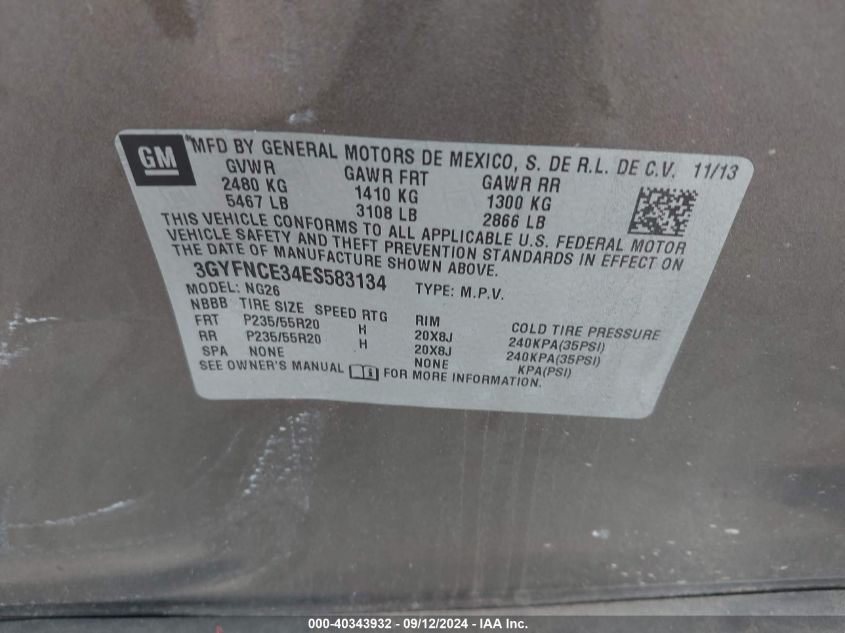 GM
MFD BY GENERAL MOTORS DE MEXICO, S. DE R.L. DE C.V. 11/13
GVWR GAWR FRT GAWR RR
2480 KG 1410 KG 1300 KG
5467 LB 3108 LB 2866 LB
THIS VEHICLE CONFORMS TO ALL APPLICABLE U.S. FEDERAL MOTOR
VEHICLE SAFETY AND THEFT PREVENTION STANDARDS IN EFFECT ON
THE DATE OF MANUFACTURE SHOWN ABOVE.
3GYFNCE34ES583134 TYPE: M.P.V.
MODEL: NG26
NBBB TIRE SIZE SPEED RTG RIM COLD TIRE PRESSURE
FRT P235/55R20 H 20X8J 240KPA(35PSI)
RR P235/55R20 H 20X8J 240KPA(35PSI)
SPA NONE NONE KPA(PSI)
SEE OWNER'S MANUAL FOR MORE INFORMATION.
000-40343932 - 09/12/2024 - IAA Inc.